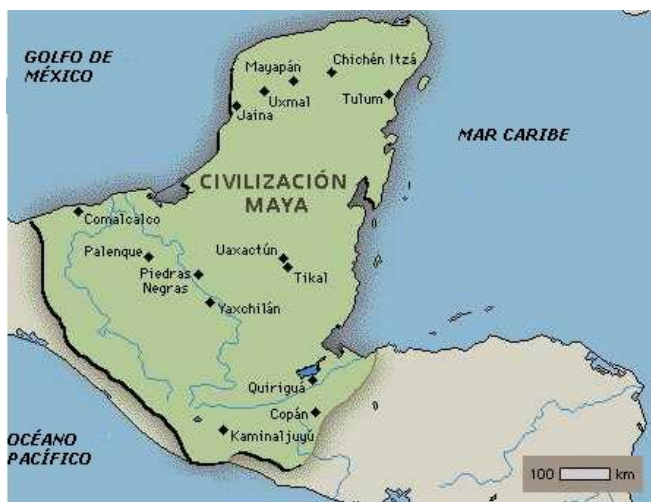 GOLFO DE
MÉXICO
Chichén Itzá
Mayapán
Uxmal
Tulum
Jaina
MAR CARIBE
CIVILIZACIÓN
MAYA
Comalcalco
Palenque
Uaxactún
Piedras
Negras
Tikal
Yaxchilán
Quiriguá
Copán
Kaminaljuyú
OCÉANO
PACÍFICO
100 km